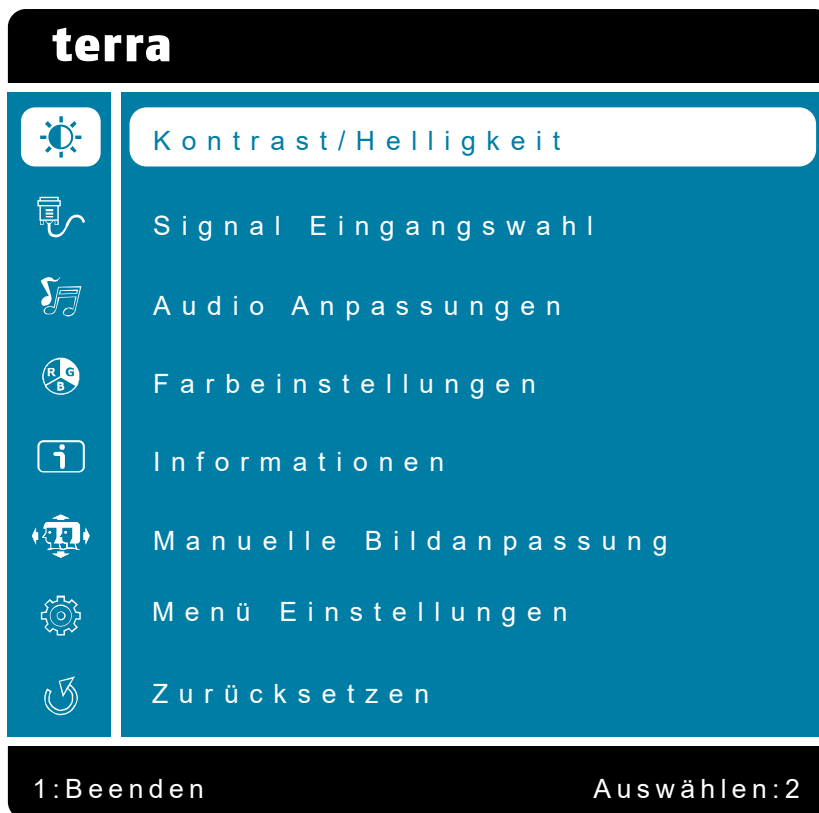 terra
Kontrast/Helligkeit
Signal Eingangswahl
Audio Anpassungen
R G
B
Farbeinstellungen
i
Informationen
Manuelle Bildanpassung
Menü Einstellungen
Zurücksetzen
1:Beenden Auswählen:2